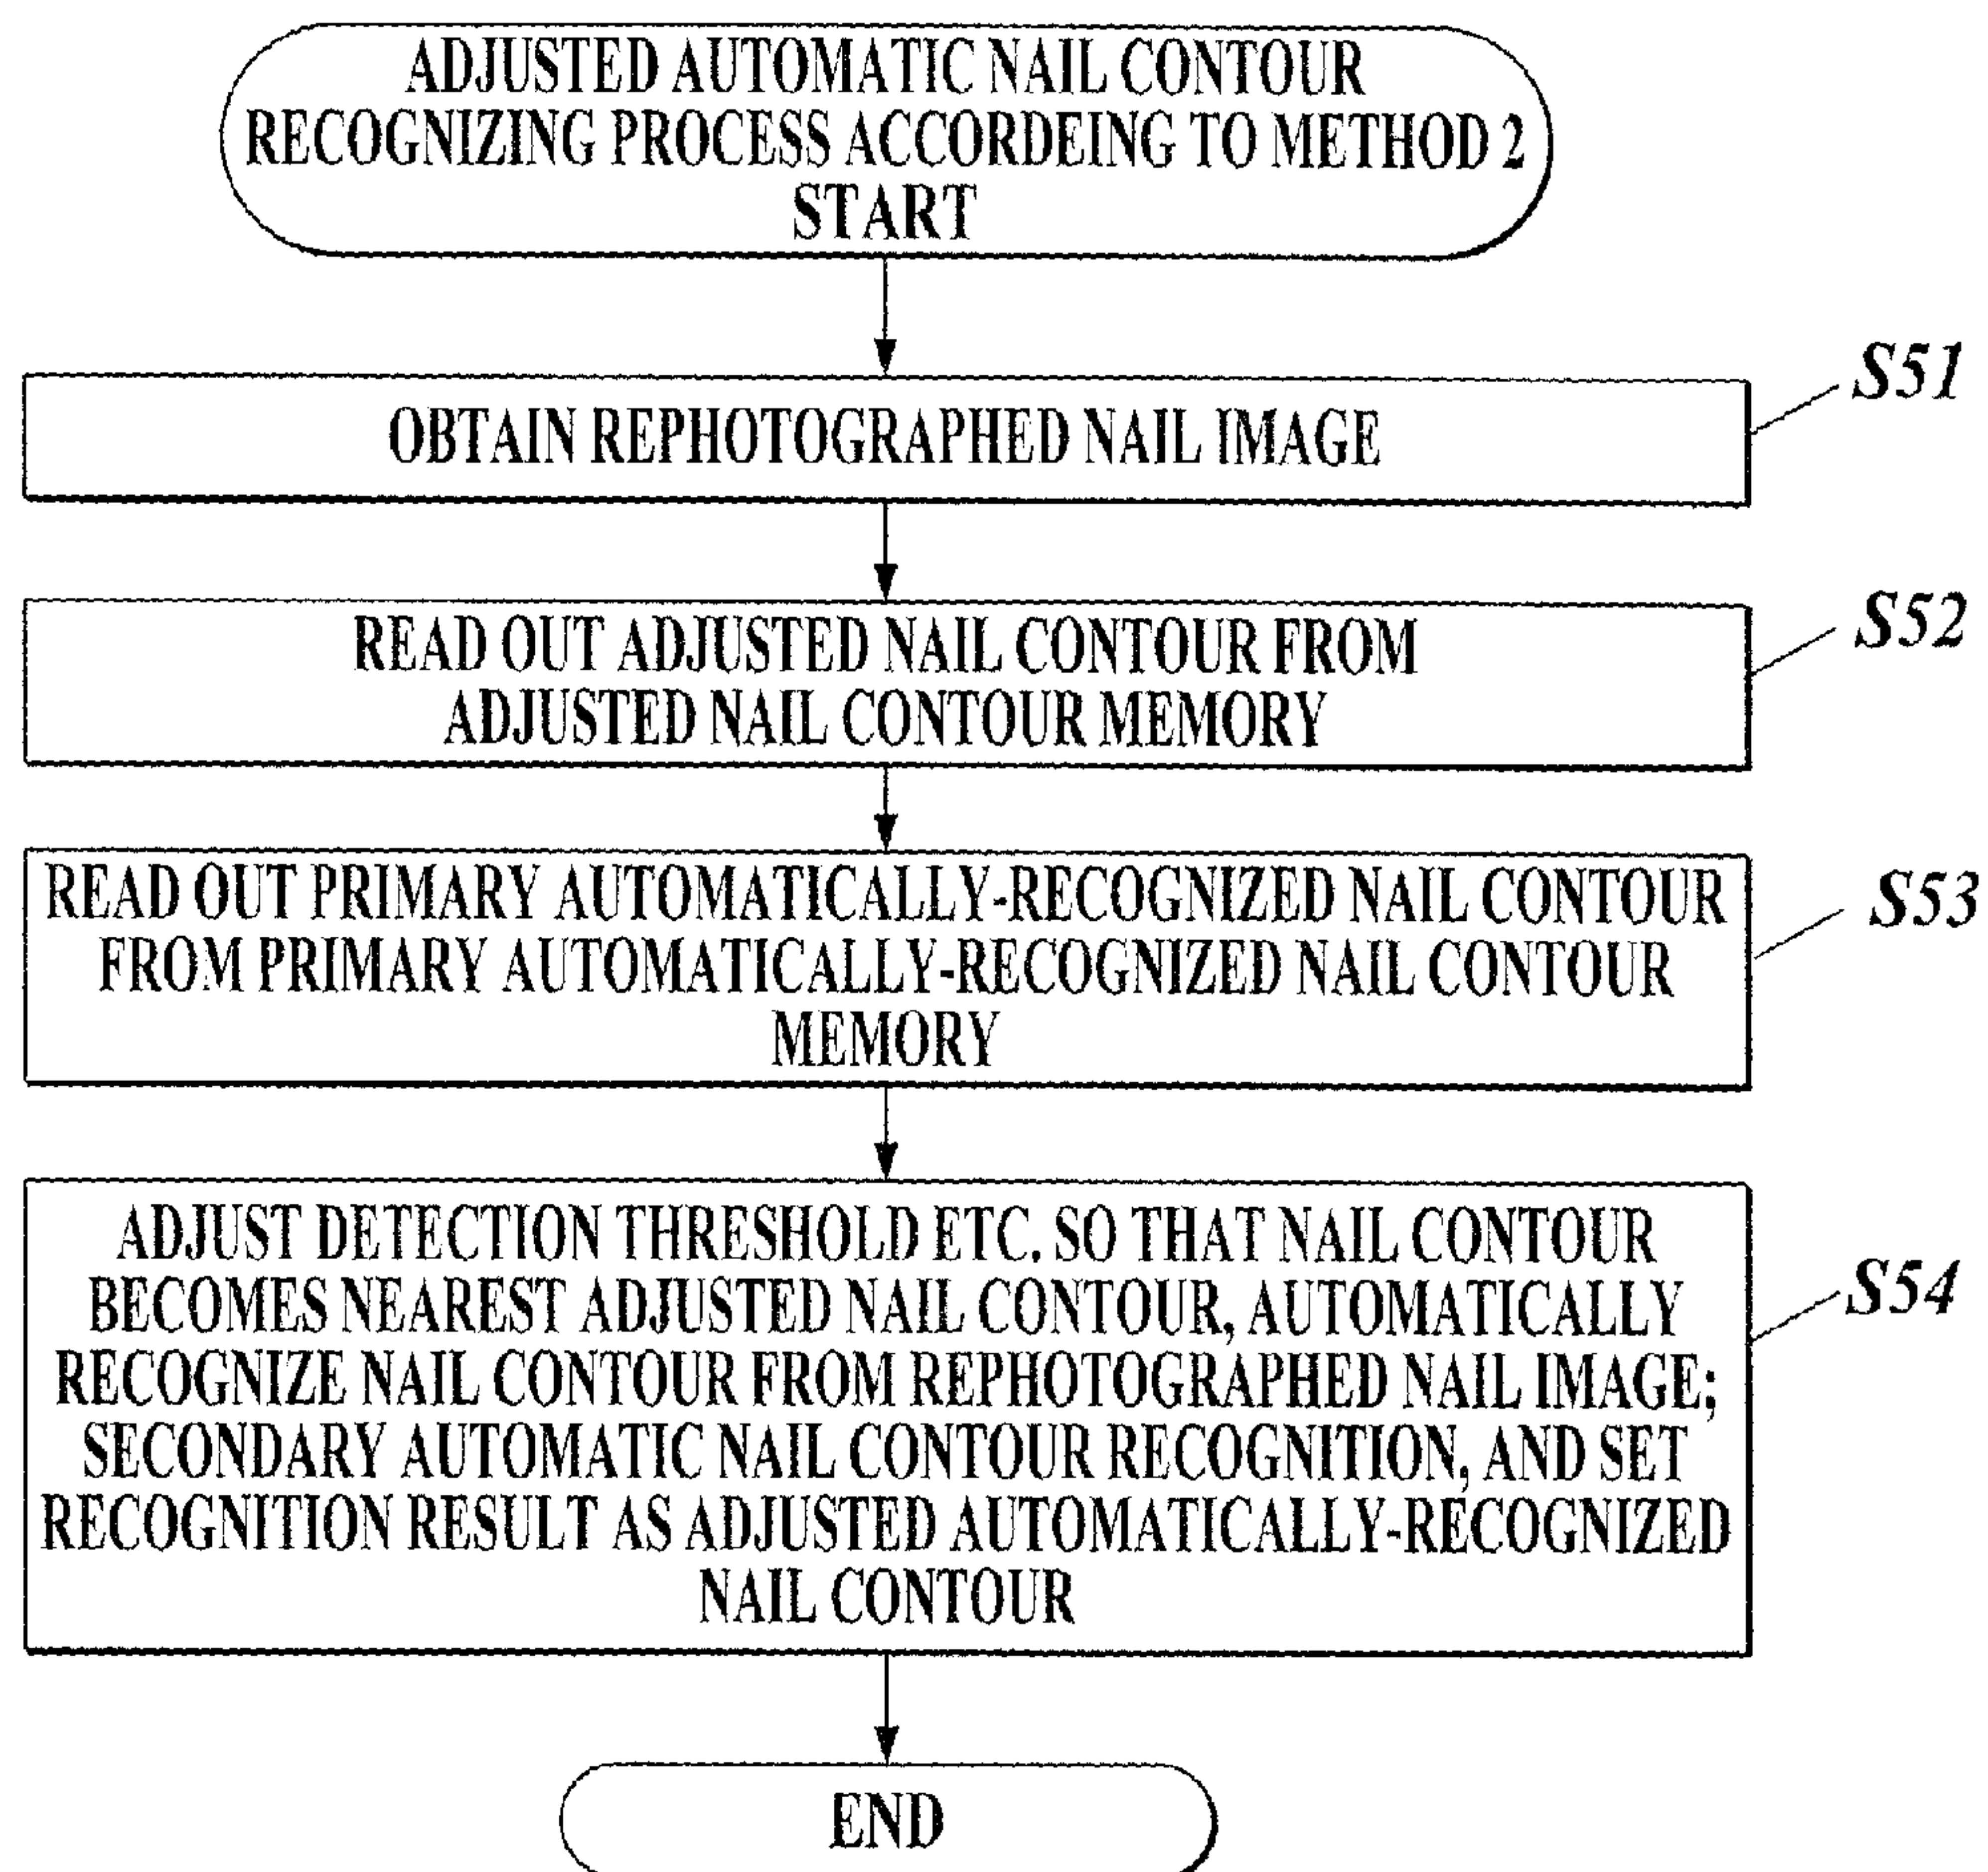 ADJUSTED AUTOMATIC NAIL CONTOUR
RECOGNIZING PROCESS ACCORDEING TO METHOD 2
START
S51
OBTAIN REPHOTOGRAPHED NAIL IMAGE
S52
READ OUT ADJUSTED NAIL CONTOUR FROM
ADJUSTED NAIL CONTOUR MEMORY
S53
READ OUT PRIMARY AUTOMATICALLY-RECOGNIZED NAIL CONTOUR
FROM PRIMARY AUTOMATICALLY-RECOGNIZED NAIL CONTOUR
MEMORY
S54
ADJUST DETECTION THRESHOLD ETC. SO THAT NAIL CONTOUR
BECOMES NEAREST ADJUSTED NAIL CONTOUR, AUTOMATICALLY
RECOGNIZE NAIL CONTOUR FROM REPHOTOGRAPHED NAIL IMAGE;
SECONDARY AUTOMATIC NAIL CONTOUR RECOGNITION, AND SET
RECOGNITION RESULT AS ADJUSTED AUTOMATICALLY-RECOGNIZED
NAIL CONTOUR
END